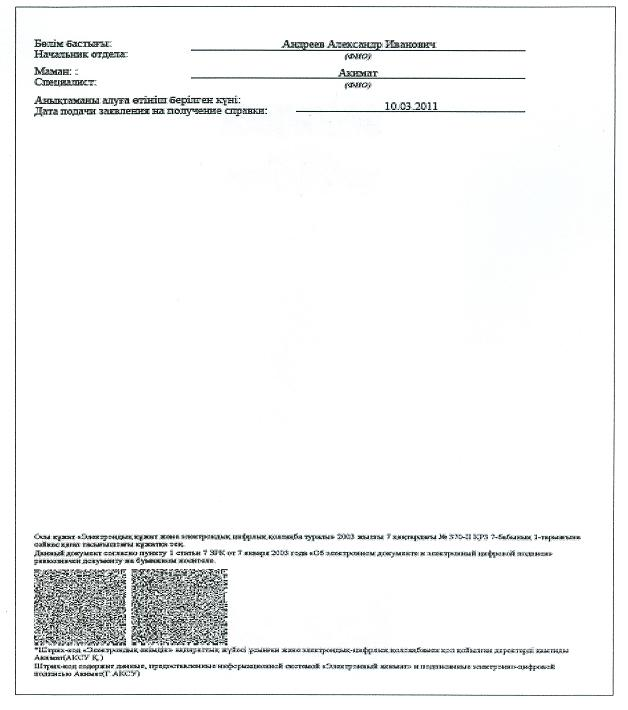 Бөлім бастығы: Андреев Александр Иванович
Начальник отдела: (ФИО)
Маман: : Акимат
Специалист: (ФИО)
Анықтаманы алуға өтініш берілген күні:
Дата подачи заявления на получение справки: 10.03.2011
Осы құжат «Электрондық құжат және электрондық цифрлық қолтаңба туралы» 2003 жылғы 7 қаңтардағы № 370-II ҚРЗ 7-бабының 1-тармағына
сәйкес қағаз тасығыштағы құжатқа тең.
Данный документ согласно пункту 1 статьи 7 ЗРК от 7 января 2003 года «Об электронном документе и электронной цифровой подписи»
равнозначен документу на бумажном носителе.
*Штрих-код «Электрондық әкімдік» ақпараттық жүйесі ұсынған және электрондық-цифрлық қолтаңбамен қол қойылған деректерді қамтиды
Акимат(АКСУ Қ.)
Штрих-код содержит данные, предоставленные информационной системой «Электронный акимат» и подписанные электронно-цифровой
подписью Акимат(Г.АКСУ)